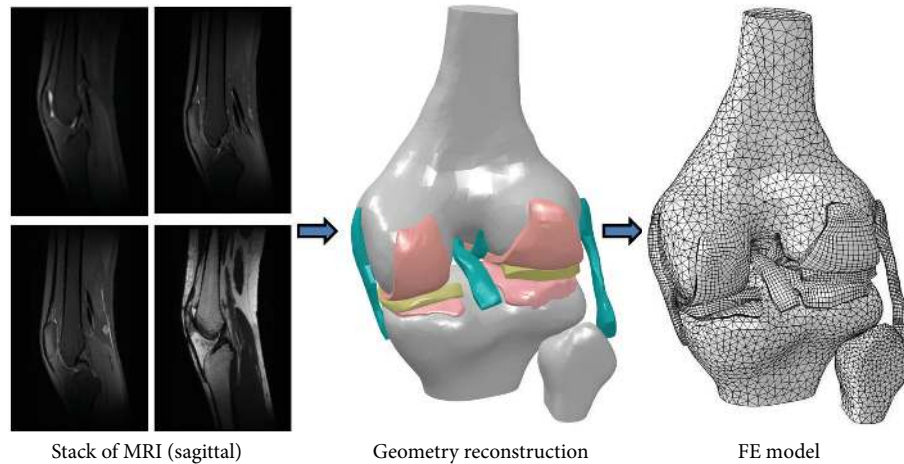 Stack of MRI (sagittal)
Geometry reconstruction
FE model